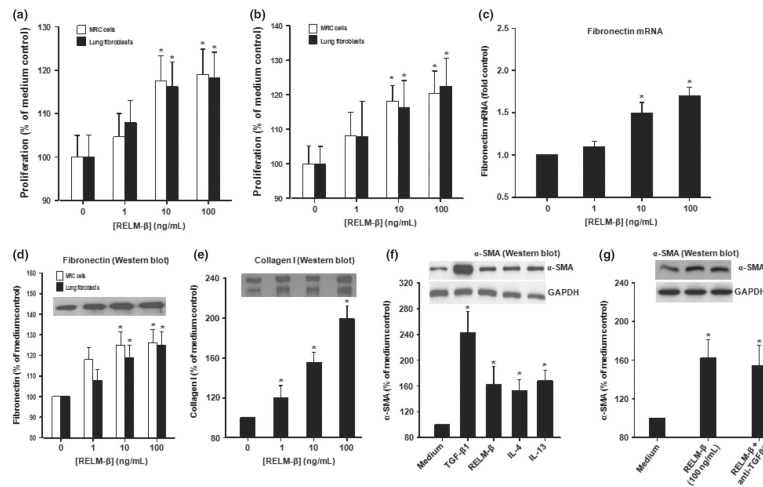 (a)
MRC cells
Lung fibroblasts
Proliferation (% of medium control)
130
120
110
100
90
* * * *
0 1 10 100
[RELM-β] (ng/mL)
(b)
MRC cells
Lung fibroblasts
Proliferation (% of medium control)
140
130
120
110
100
90
* * * *
0 1 10 100
[RELM-β] (ng/mL)
(c)
Fibronectin mRNA
Fibronectin mRNA (fold control)
2.0
1.5
1.0
0.5
* *
0 1 10 100
[RELM-β] (ng/mL)
(d)
Fibronectin (Western blot)
MRC cells
Lung fibroblasts
Fibronectin (% of medium control)
160
140
130
120
110
100
90
80
* * * *
0 1 10 100
[RELM-β] (ng/mL)
(e)
Collagen I (Western blot)
Collagen I (% of medium control)
240
200
160
120
80
* * *
0 1 10 100
[RELM-β] (ng/mL)
(f)
α-SMA (Western blot)
α-SMA
GAPDH
α-SMA (% of medium control)
360
320
280
240
200
160
120
80
* * * *
Medium
TGF-β1
RELM-β
IL-4
IL-13
(g)
α-SMA (Western blot)
α-SMA
GAPDH
α-SMA (% of medium control)
280
240
200
160
120
80
* *
Medium
RELM-β
(100 ng/mL)
RELM-β +